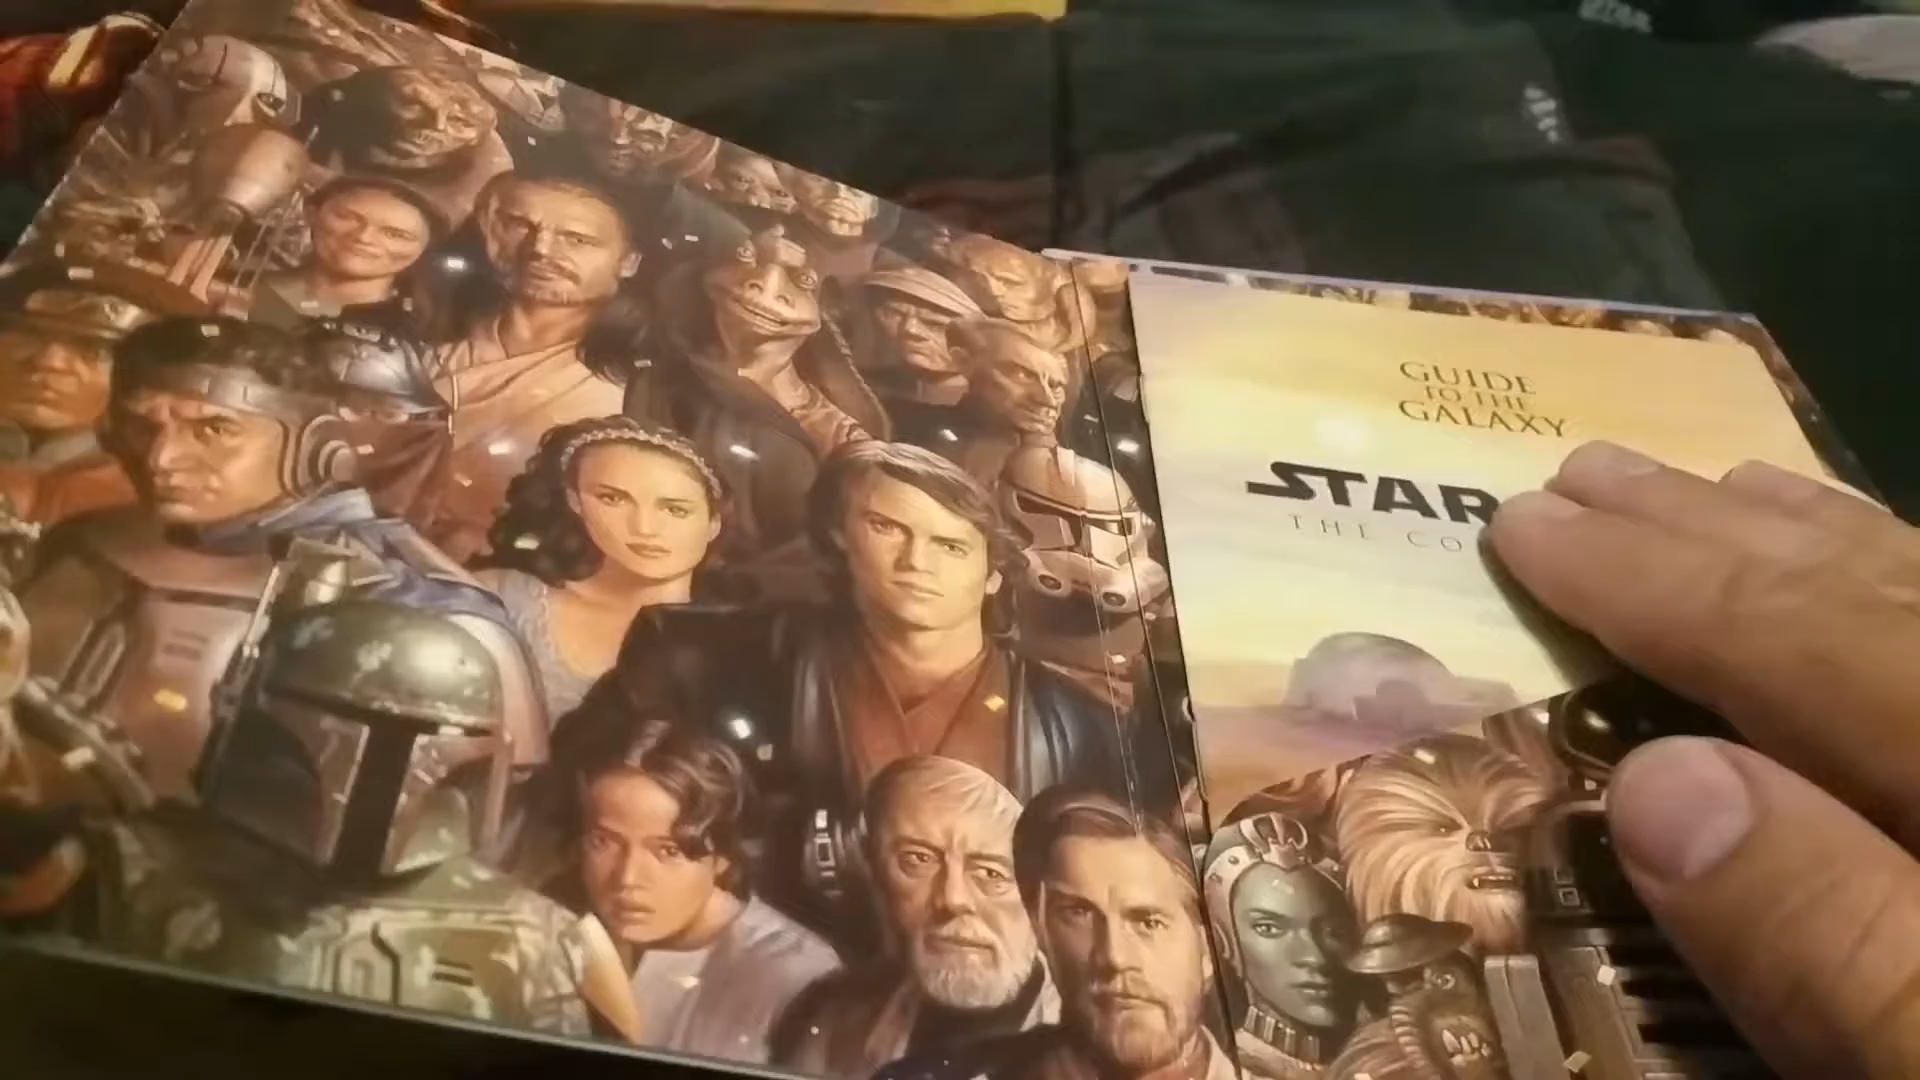 GUIDE
TO THE
GALAXY
STAR
THE CO